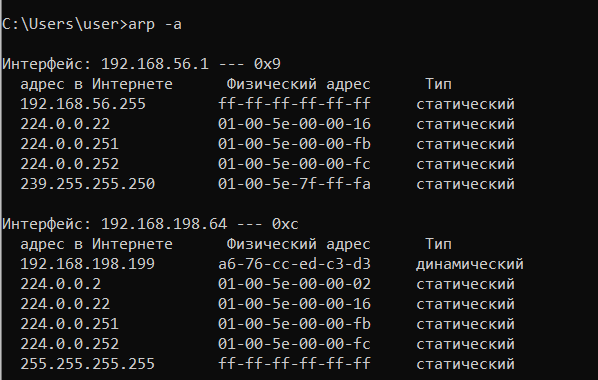 C:\Users\user>arp -a
Интерфейс: 192.168.56.1 --- 0x9
адрес в Интернете Физический адрес Тип
192.168.56.255 ff-ff-ff-ff-ff-ff статический
224.0.0.22 01-00-5e-00-00-16 статический
224.0.0.251 01-00-5e-00-00-fb статический
224.0.0.252 01-00-5e-00-00-fc статический
239.255.255.250 01-00-5e-7f-ff-fa статический
Интерфейс: 192.168.198.64 --- 0xc
адрес в Интернете Физический адрес Тип
192.168.198.199 a6-76-cc-ed-c3-d3 динамический
224.0.0.2 01-00-5e-00-00-02 статический
224.0.0.22 01-00-5e-00-00-16 статический
224.0.0.251 01-00-5e-00-00-fb статический
224.0.0.252 01-00-5e-00-00-fc статический
255.255.255.255 ff-ff-ff-ff-ff-ff статический